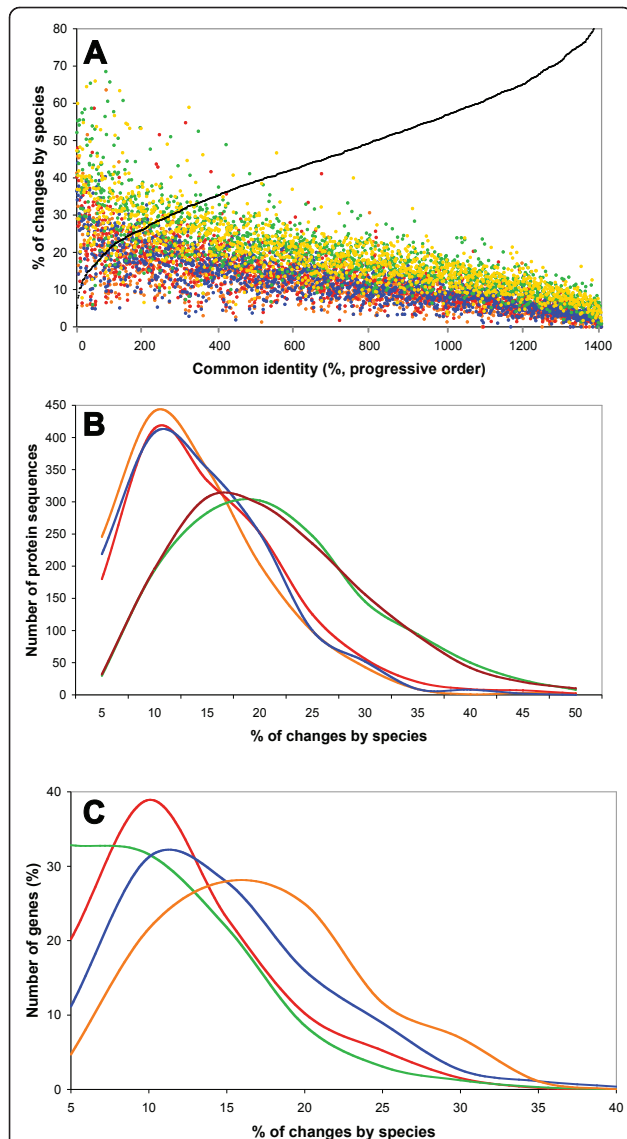 A
% of changes by species
80
70
60
50
40
30
20
10
0
0 200 400 600 800 1000 1200 1400
Common identity (%, progressive order)
B
Number of protein sequences
450
400
350
300
250
200
150
100
50
0
5 10 15 20 25 30 35 40 45 50
% of changes by species
C
Number of genes (%)
40
30
20
10
0
5 10 15 20 25 30 35 40
% of changes by species